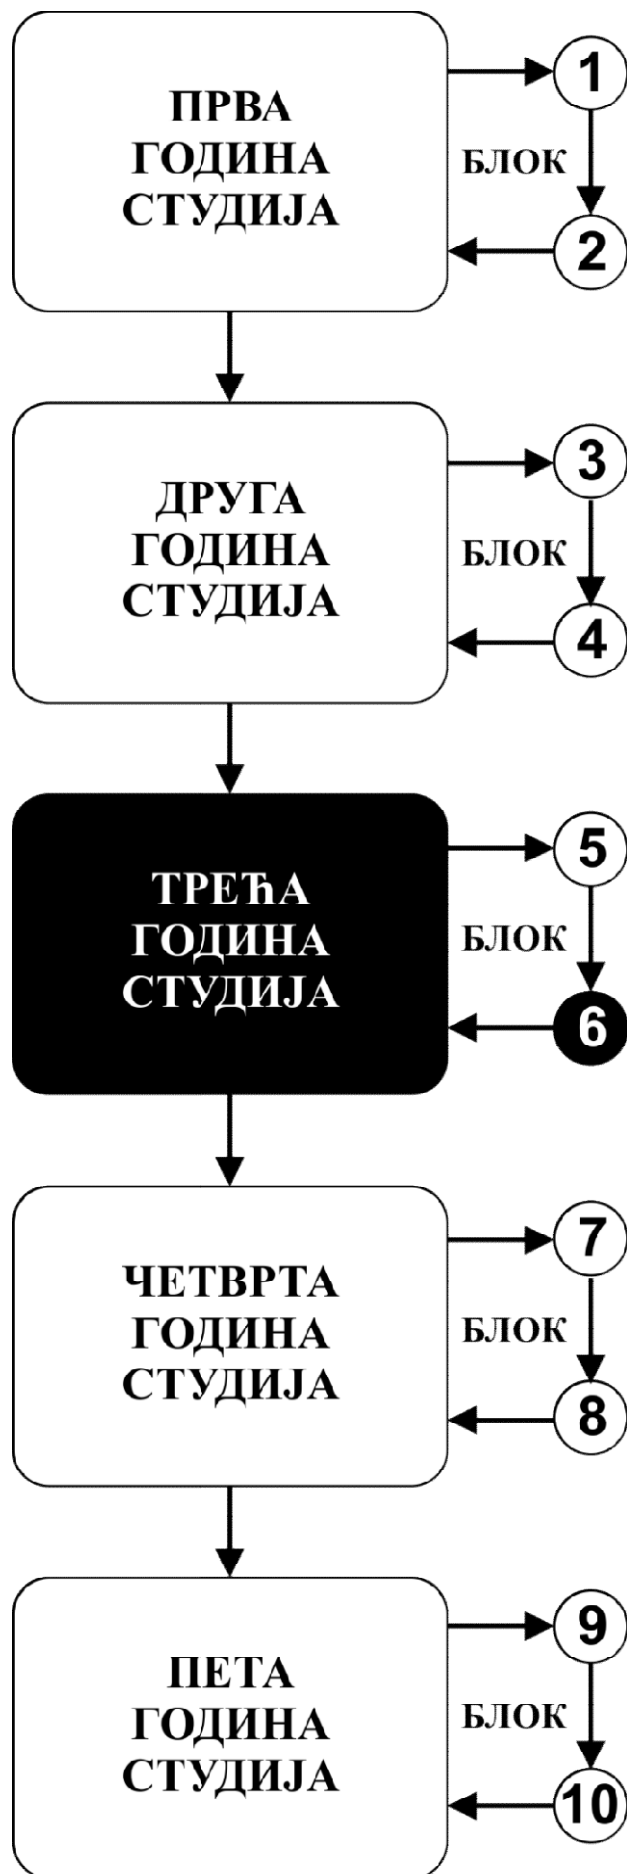 ПРВА
ГОДИНА
СТУДИЈА
1
БЛОК
2
ДРУГА
ГОДИНА
СТУДИЈА
3
БЛОК
4
ТРЕЋА
ГОДИНА
СТУДИЈА
5
БЛОК
6
ЧЕТВРТА
ГОДИНА
СТУДИЈА
7
БЛОК
8
ПЕТА
ГОДИНА
СТУДИЈА
9
БЛОК
10